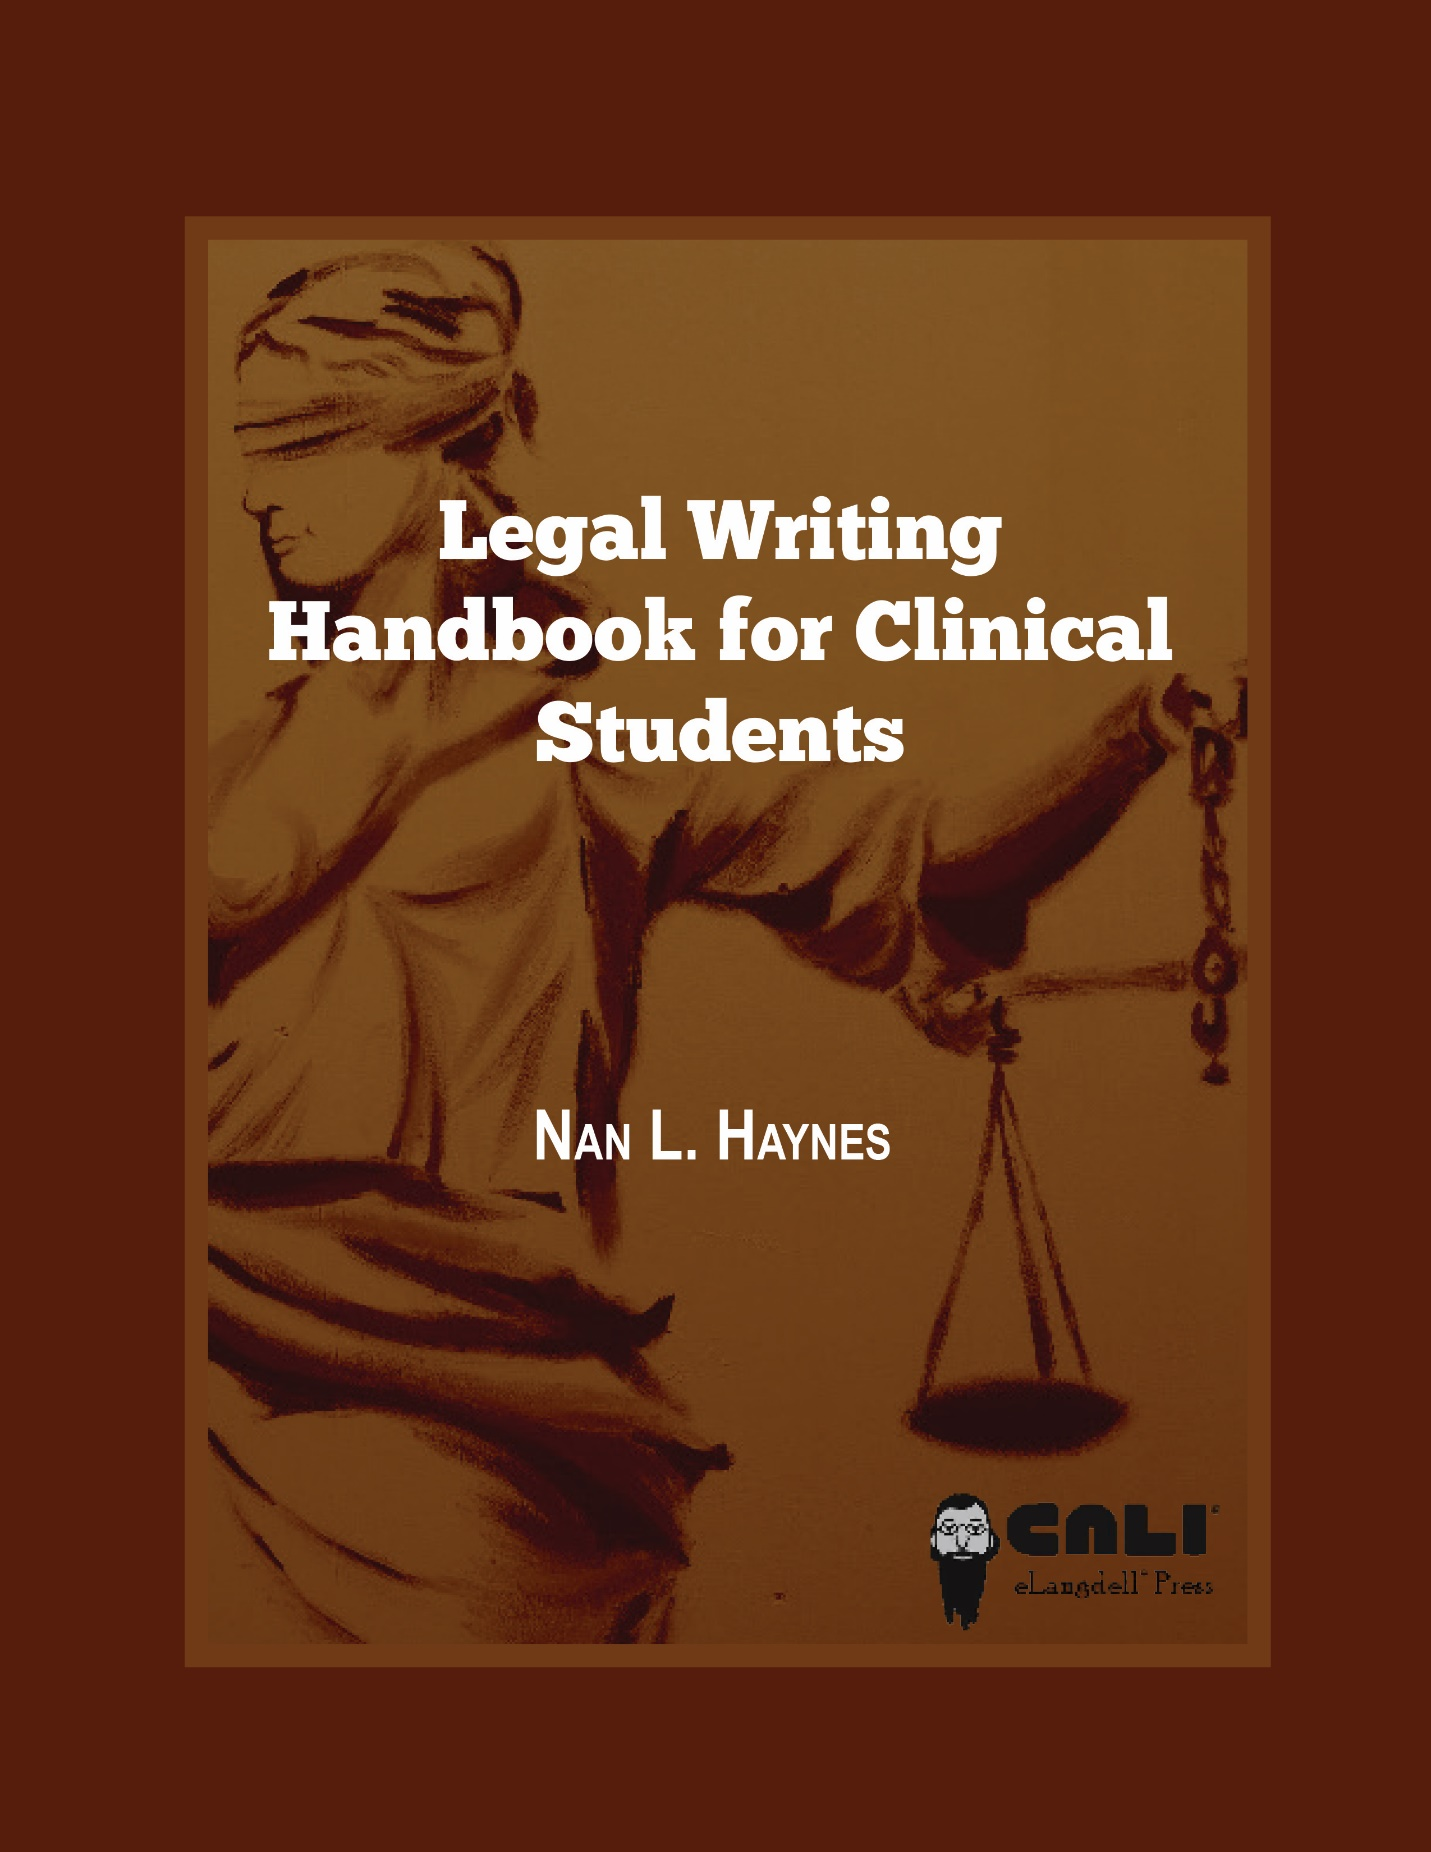 Legal Writing
Handbook for Clinical
Students
NAN L. HAYNES
CALI®
eLangdell® Press